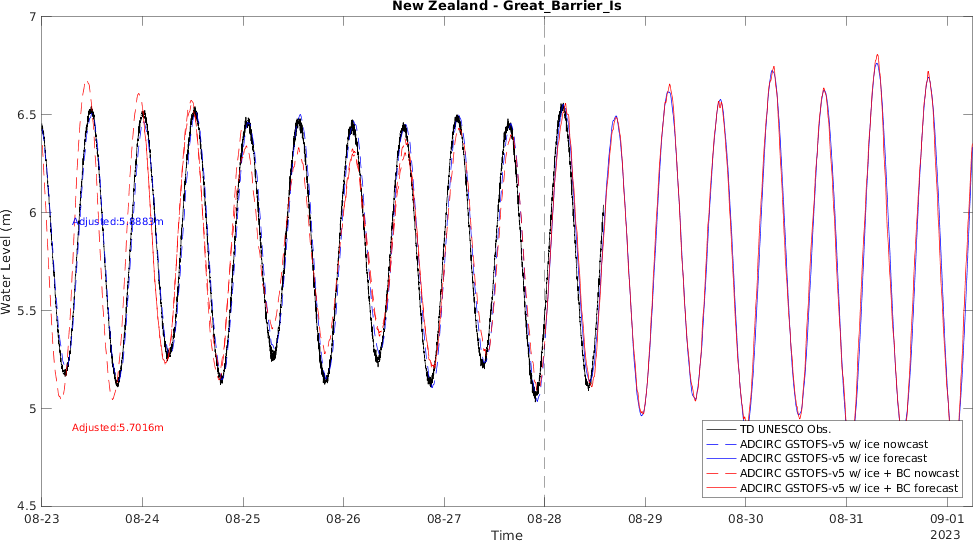 New Zealand - Great_Barrier_Is
7
6.5
6
5.5
5
4.5
Water Level (m)
Adjusted:5.8883m
Adjusted:5.7016m
TD UNESCO Obs.
ADCIRC GSTOFS-v5 w/ ice nowcast
ADCIRC GSTOFS-v5 w/ ice forecast
ADCIRC GSTOFS-v5 w/ ice + BC nowcast
ADCIRC GSTOFS-v5 w/ ice + BC forecast
08-23 08-24 08-25 08-26 08-27 08-28 08-29 08-30 08-31 09-01
2023
Time